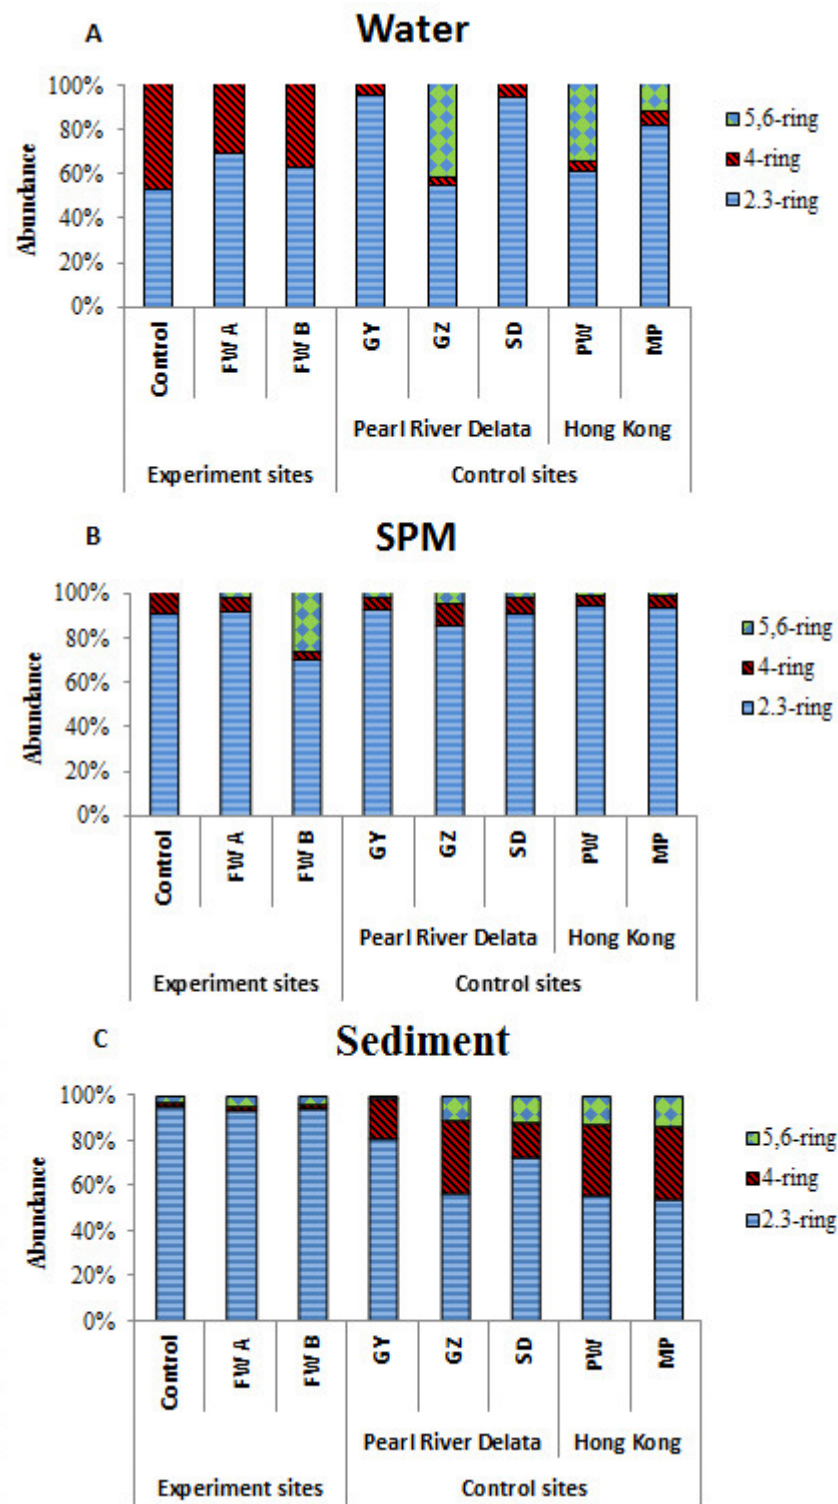 A
Water
100%
80%
60%
40%
20%
0%
Abundance
5,6-ring
4-ring
2.3-ring
Control
FW A
FW B
GY
GZ
SD
PW
MP
Pearl River Delata
Hong Kong
Experiment sites
Control sites
B
SPM
100%
80%
60%
40%
20%
0%
Abundance
5,6-ring
4-ring
2.3-ring
Control
FW A
FW B
GY
GZ
SD
PW
MP
Pearl River Delata
Hong Kong
Experiment sites
Control sites
C
Sediment
100%
80%
60%
40%
20%
0%
Abundance
5,6-ring
4-ring
2.3-ring
Control
FW A
FW B
GY
GZ
SD
PW
MP
Pearl River Delata
Hong Kong
Experiment sites
Control sites